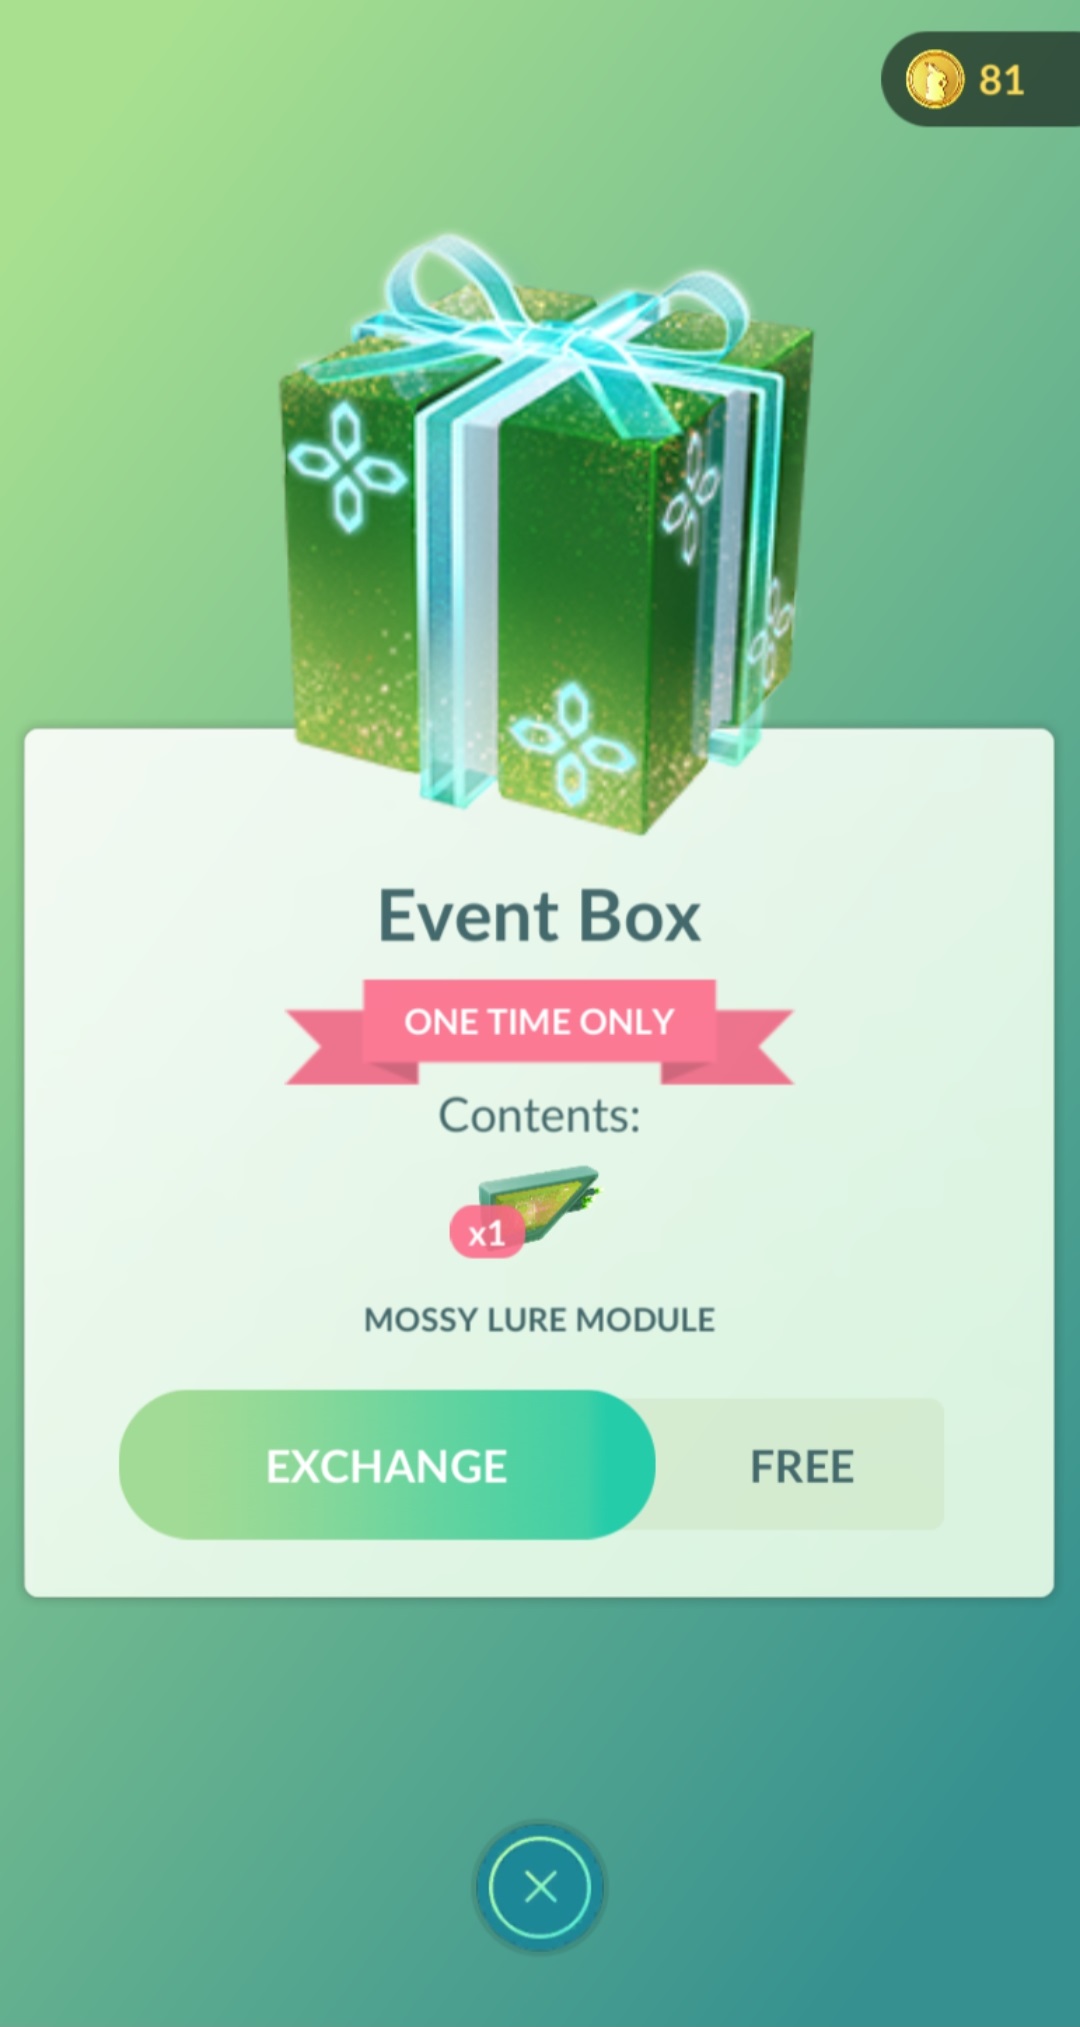 81
Event Box
ONE TIME ONLY
Contents:
x1
MOSSY LURE MODULE
EXCHANGE FREE